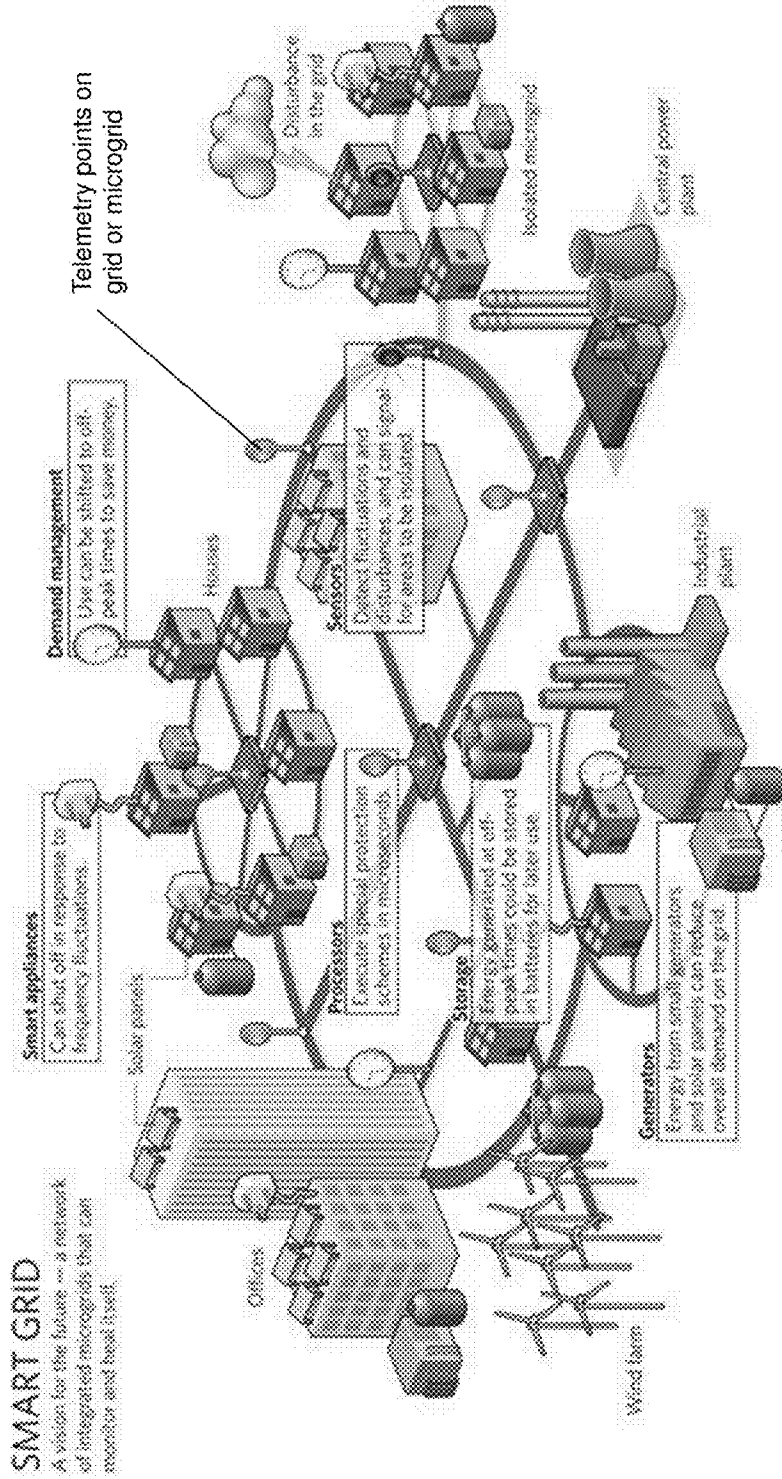 SMART GRID
A vision for the future — a network
of integrated microgrids that can
monitor and heal itself.
Smart appliances
Can shut off in response to
frequency fluctuations.
Demand management
Use can be shifted to off-
peak times to save money.
Telemetry points on
grid or microgrid
Solar panels
Houses
Offices
Processors
Execute special protection
schemes in microseconds.
Sensors
Detect fluctuations and
disturbances, and can signal
for areas to be isolated.
Disturbance
in the grid
Storage
Energy generated at off-
peak times could be stored
in batteries for later use.
Isolated microgrid
Wind farm
Generators
Energy from small generators
and solar panels can reduce
overall demand on the grid.
Industrial
plant
Central power
plant